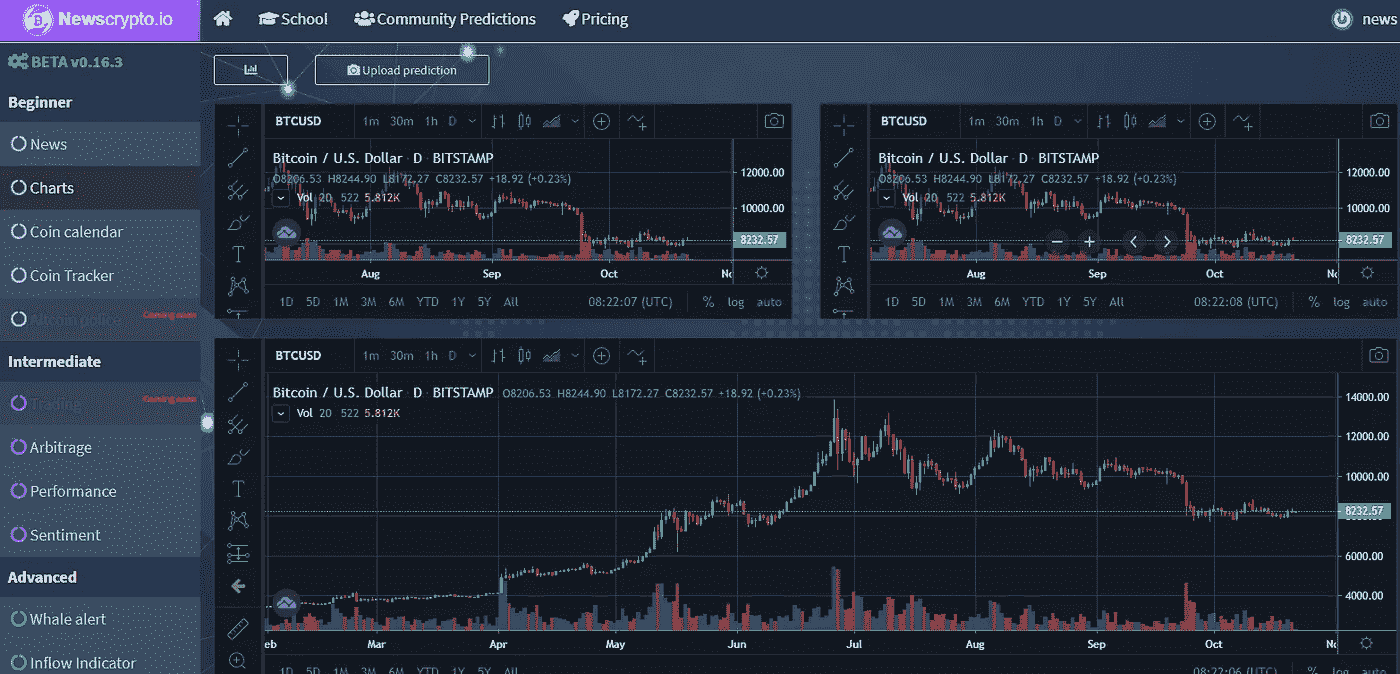 Newscrypto.io School Community Predictions Pricing news
BETA v0.16.3
Upload prediction
Beginner
News
Charts
Coin calendar
Coin Tracker
Altcoin police Coming soon
Intermediate
Trading Coming soon
Arbitrage
Performance
Sentiment
Advanced
Whale alert
Inflow Indicator
BTCUSD 1m 30m 1h D
Bitcoin / U.S. Dollar D BITSTAMP
O8206.53 H8244.90 L8172.27 C8232.57 +18.92 (+0.23%)
Vol 20 522 5.812K
12000.00
10000.00
8232.57
Aug Sep Oct
1D 5D 1M 3M 6M YTD 1Y 5Y All 08:22:07 (UTC) % log auto
BTCUSD 1m 30m 1h D
Bitcoin / U.S. Dollar D BITSTAMP
O8206.53 H8244.90 L8172.27 C8232.57 +18.92 (+0.23%)
Vol 20 522 5.812K
12000.00
10000.00
8232.57
Aug Sep Oct
1D 5D 1M 3M 6M YTD 1Y 5Y All 08:22:08 (UTC) % log auto
BTCUSD 1m 30m 1h D
Bitcoin / U.S. Dollar D BITSTAMP O8206.53 H8244.90 L8172.27 C8232.57 +18.92 (+0.23%)
Vol 20 522 5.812K
14000.00
12000.00
10000.00
8232.57
6000.00
4000.00
eb Mar Apr May Jun Jul Aug Sep Oct
1D 5D 1M 3M 6M YTD 1Y 5Y All 08:22:06 (UTC) % log auto